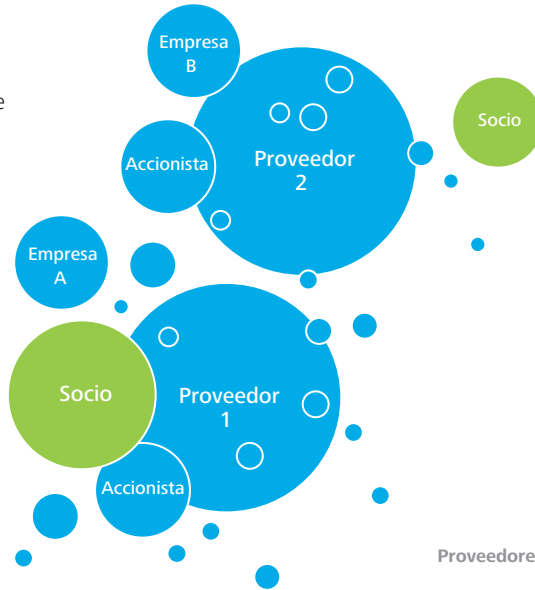 Empresa
B
e
Socio
Accionista
Proveedor
2
Empresa
A
Socio
Proveedor
1
Accionista
Proveedore